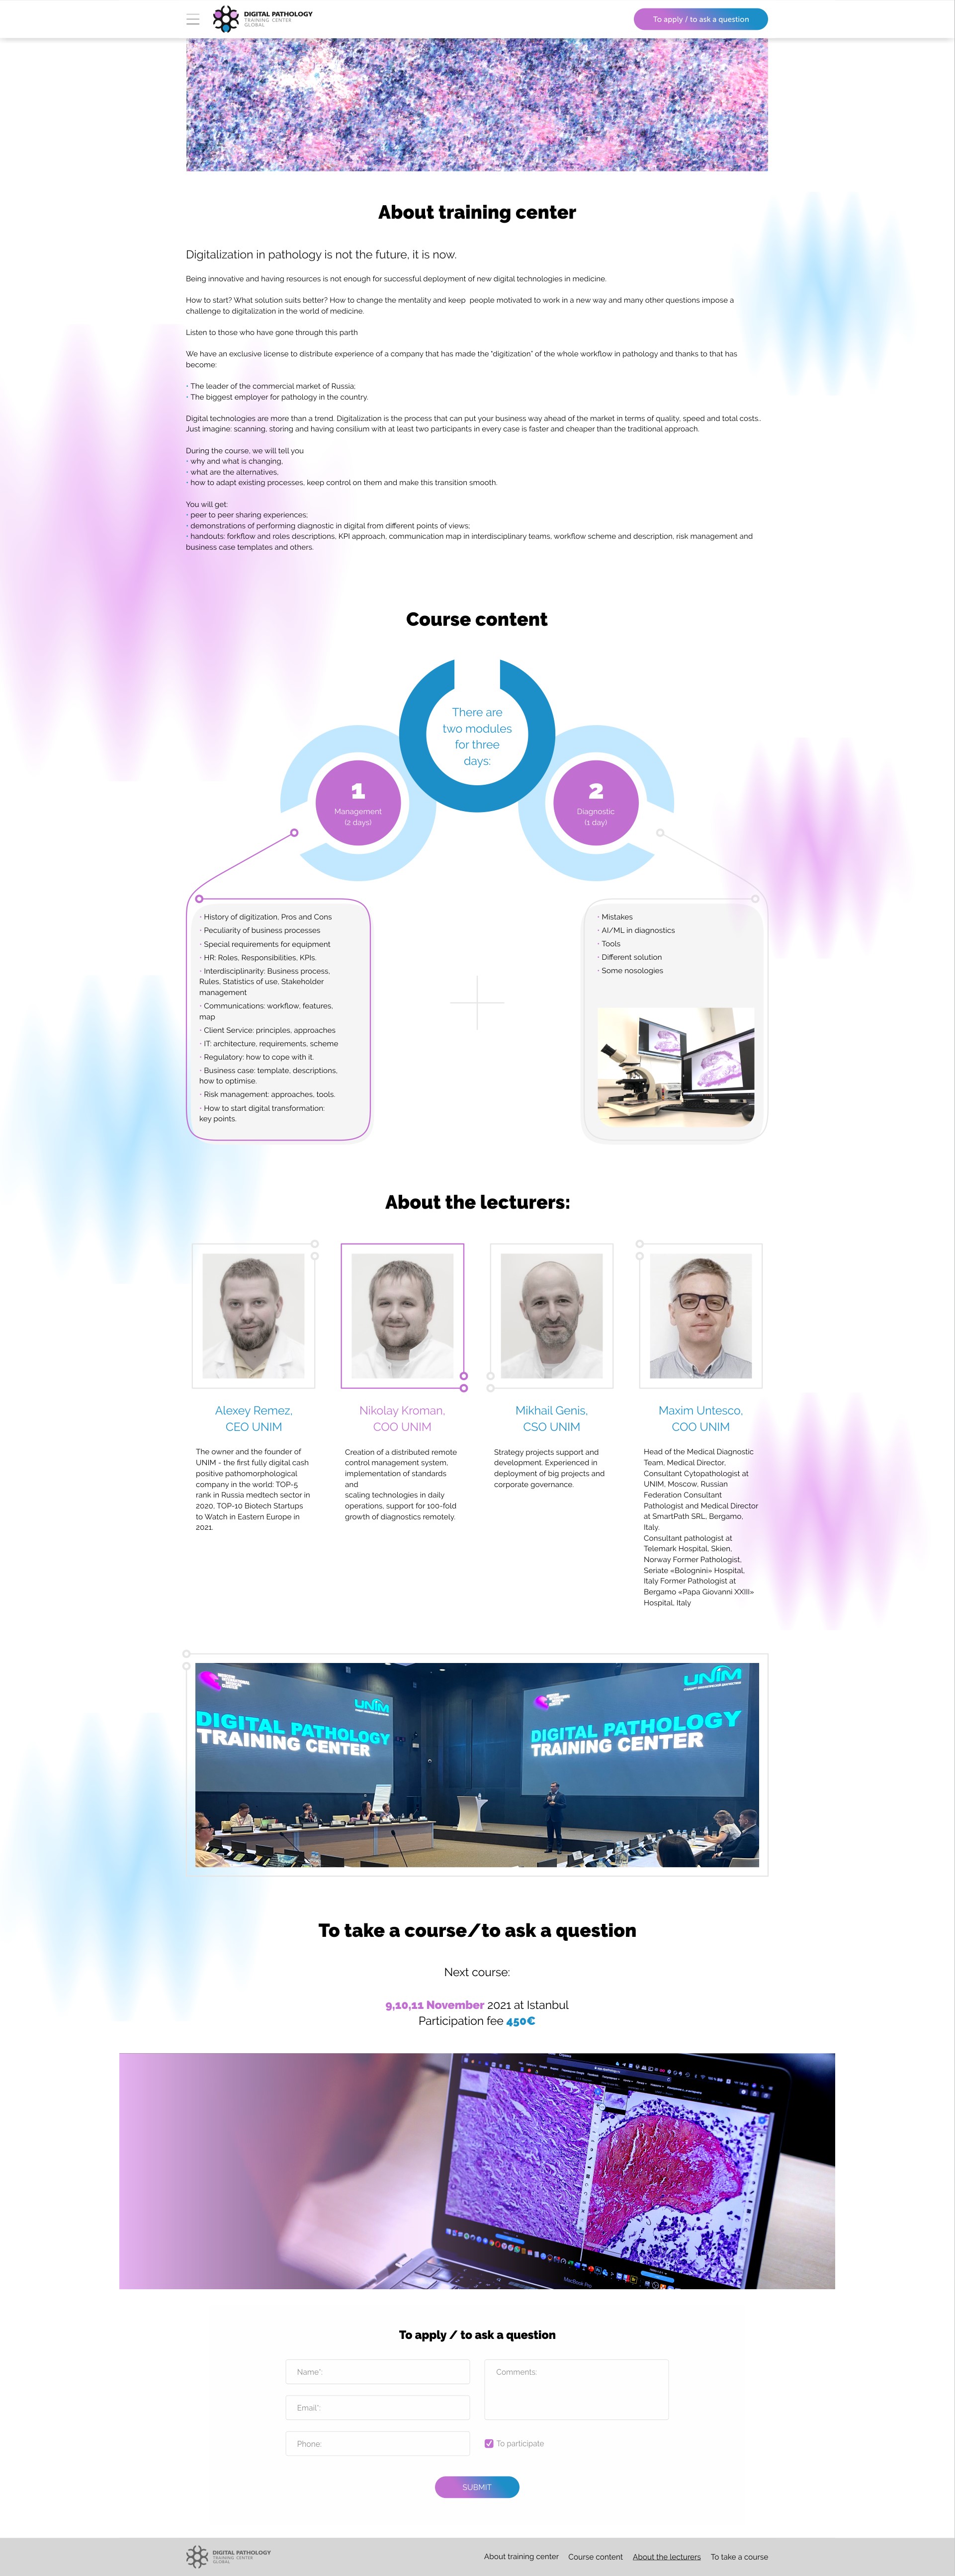 DIGITAL PATHOLOGY
TRAINING CENTER
GLOBAL
To apply / to ask a question
About training center
Digitalization in pathology is not the future, it is now.
Being innovative and having resources is not enough for successful deployment of new digital technologies in medicine.
How to start? What solution suits better? How to change the mentality and keep people motivated to work in a new way and many other questions impose a
challenge to digitalization in the world of medicine.
Listen to those who have gone through this parth
We have an exclusive license to distribute experience of a company that has made the "digitization" of the whole workflow in pathology and thanks to that has
become:
· The leader of the commercial market of Russia;
· The biggest employer for pathology in the country.
Digital technologies are more than a trend. Digitalization is the process that can put your business way ahead of the market in terms of quality, speed and total costs..
Just imagine: scanning, storing and having consilium with at least two participants in every case is faster and cheaper than the traditional approach.
During the course, we will tell you
· why and what is changing,
· what are the alternatives,
· how to adapt existing processes, keep control on them and make this transition smooth.
You will get:
· peer to peer sharing experiences;
· demonstrations of performing diagnostic in digital from different points of views;
· handouts: forkflow and roles descriptions, KPI approach, communication map in interdisciplinary teams, workflow scheme and description, risk management and
business case templates and others.
Course content
There are
two modules
for three
days:
1
Management
(2 days)
2
Diagnostic
(1 day)
· History of digitization, Pros and Cons
· Peculiarity of business processes
· Special requirements for equipment
· HR: Roles, Responsibilities, KPIs.
· Interdisciplinarity: Business process,
Rules, Statistics of use, Stakeholder
management
· Communications: workflow, features,
map
· Client Service: principles, approaches
· IT: architecture, requirements, scheme
· Regulatory: how to cope with it.
· Business case: template, descriptions,
how to optimise.
· Risk management: approaches, tools.
· How to start digital transformation:
key points.
· Mistakes
· AI/ML in diagnostics
· Tools
· Different solution
· Some nosologies
About the lecturers:
Alexey Remez,
CEO UNIM
The owner and the founder of
UNIM - the first fully digital cash
positive pathomorphological
company in the world: TOP-5
rank in Russia medtech sector in
2020, TOP-10 Biotech Startups
to Watch in Eastern Europe in
2021.
Nikolay Kroman,
COO UNIM
Creation of a distributed remote
control management system,
implementation of standards
and
scaling technologies in daily
operations, support for 100-fold
growth of diagnostics remotely.
Mikhail Genis,
CSO UNIM
Strategy projects support and
development. Experienced in
deployment of big projects and
corporate governance.
Maxim Untesco,
COO UNIM
Head of the Medical Diagnostic
Team, Medical Director,
Consultant Cytopathologist at
UNIM, Moscow, Russian
Federation Consultant
Pathologist and Medical Director
at SmartPath SRL, Bergamo,
Italy.
Consultant pathologist at
Telemark Hospital, Skien,
Norway Former Pathologist,
Seriate «Bolognini» Hospital,
Italy Former Pathologist at
Bergamo «Papa Giovanni XXIII»
Hospital, Italy
UNIM
DIGITAL PATHOLOGY
TRAINING CENTER
UNIM
DIGITAL PATHOLOGY
TRAINING CENTER
To take a course/to ask a question
Next course:
9,10,11 November 2021 at Istanbul
Participation fee 450€
MacBook Pro
To apply / to ask a question
Name*:
Comments:
Email*:
Phone:
To participate
SUBMIT
DIGITAL PATHOLOGY
TRAINING CENTER
GLOBAL
About training center
Course content
About the lecturers
To take a course